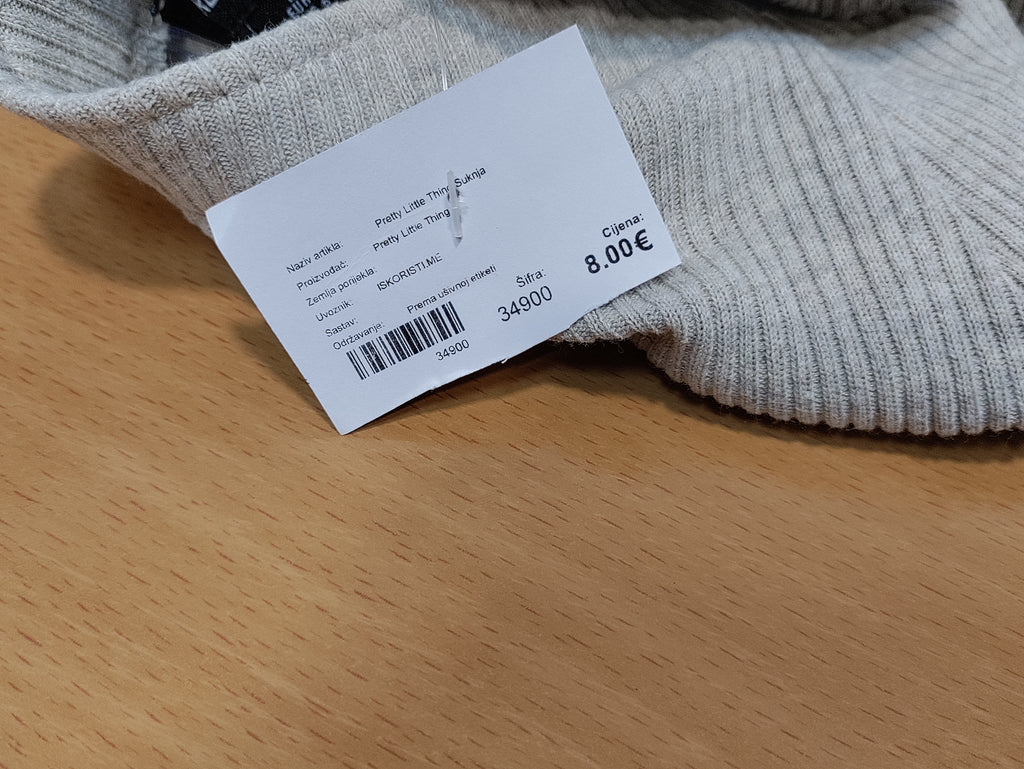 Naziv artikla: Pretty Little Thing Suknja
Proizvođač: Pretty Little Thing
Zemlja porijekla:
Uvoznik: ISKORISTI.ME
Sastav:
Održavanje: Prema ušivnoj etiketi
34900
Šifra:
34900
Cijena:
8.00€